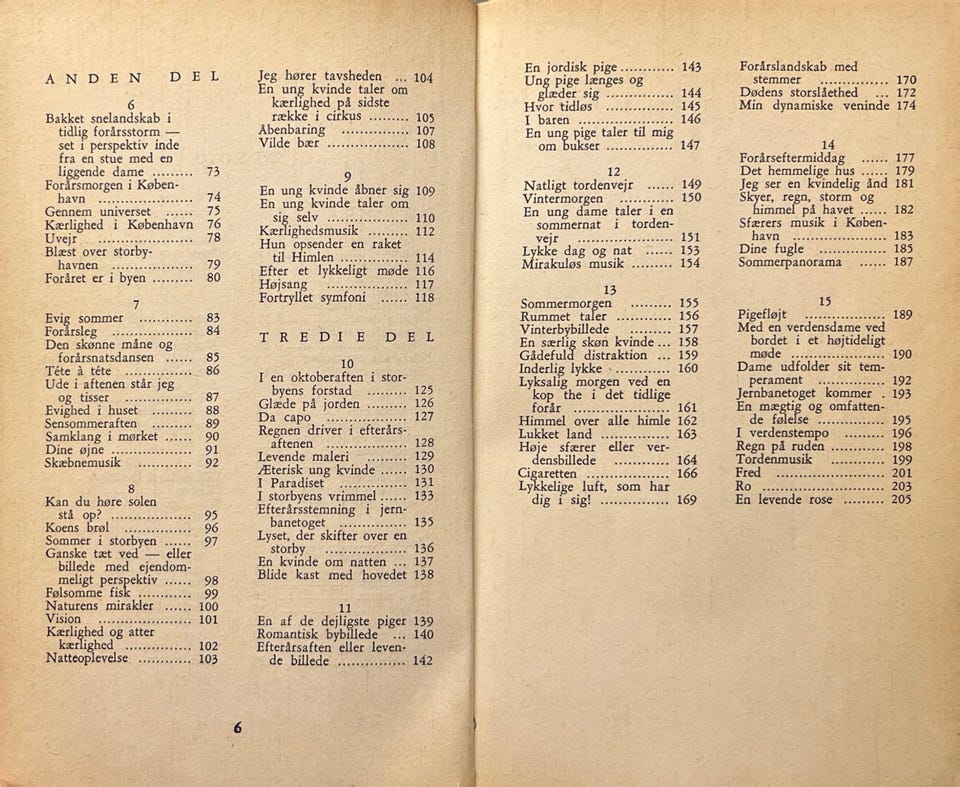 ANDEN DEL
6
Bakket snelandskab i
tidlig forårsstorm —
set i perspektiv inde
fra en stue med en
liggende dame ......... 73
Forårsmorgen i Køben-
havn .................. 74
Gennem universet ...... 75
Kærlighed i København 76
Uvejr .................. 78
Blæst over storby-
havnen ................ 79
Foråret er i byen ......... 80
7
Evig sommer ............ 83
Forårsleg ................ 84
Den skønne måne og
forårsnatsdansen ...... 85
Téte à téte .............. 86
Ude i aftenen står jeg
og tisser ................ 87
Evighed i huset ......... 88
Sensommeraften ......... 89
Samklang i mørket ...... 90
Dine øjne ................ 91
Skæbnemusik ............ 92
8
Kan du høre solen
stå op? ................ 95
Koens brøl .............. 96
Sommer i storbyen ...... 97
Ganske tæt ved — eller
billede med ejendom-
meligt perspektiv ...... 98
Følsomme fisk ............ 99
Naturens mirakler ...... 100
Vision .................. 101
Kærlighed og atter
kærlighed .............. 102
Natteoplevelse ............ 103
6
Jeg hører tavsheden ... 104
En ung kvinde taler om
kærlighed på sidste
række i cirkus ......... 105
Åbenbaring .............. 107
Vilde bær ................ 108
9
En ung kvinde åbner sig 109
En ung kvinde taler om
sig selv ................ 110
Kærlighedsmusik ......... 112
Hun opsender en raket
til Himlen ............ 114
Efter et lykkeligt møde 116
Højsang ................ 117
Fortryllet symfoni ...... 118
TREDIE DEL
10
I en oktoberaften i stor-
byens forstad ......... 125
Glæde på jorden ......... 126
Da capo ................ 127
Regnen driver i efterårs-
aftenen ................ 128
Levende maleri ......... 129
Æterisk ung kvinde ...... 130
I Paradiset .............. 131
I storbyens vrimmel ...... 133
Efterårsstemning i jern-
banetoget .............. 135
Lyset, der skifter over en
storby ................ 136
En kvinde om natten ... 137
Blide kast med hovedet 138
11
En af de dejligste piger 139
Romantisk bybillede ... 140
Efterårsaften eller leven-
de billede .............. 142
En jordisk pige ............ 143
Ung pige længes og
glæder sig .............. 144
Hvor tidløs .............. 145
I baren .................. 146
En ung pige taler til mig
om bukser .............. 147
12
Natligt tordenvejr ...... 149
Vintermorgen ............ 150
En ung dame taler i en
sommernat i torden-
vejr .................. 151
Lykke dag og nat ...... 153
Mirakuløs musik ......... 154
13
Sommermorgen ......... 155
Rummet taler ............ 156
Vinterbybillede ......... 157
En særlig skøn kvinde ... 158
Gådefuld distraktion ... 159
Inderlig lykke ............ 160
Lyksalig morgen ved en
kop the i det tidlige
forår .................. 161
Himmel over alle himle 162
Lukket land .............. 163
Høje sfærer eller ver-
densbillede ............ 164
Cigaretten ................ 166
Lykkelige luft, som har
dig i sig! .............. 169
Forårslandskab med
stemmer .............. 170
Dødens storslåethed ... 172
Min dynamiske veninde 174
14
Forårseftermiddag ...... 177
Det hemmelige hus ...... 179
Jeg ser en kvindelig ånd 181
Skyer, regn, storm og
himmel på havet ...... 182
Sfærers musik i Køben-
havn .................. 183
Dine fugle .............. 185
Sommerpanorama ...... 187
15
Pigefløjt ................ 189
Med en verdensdame ved
bordet i et højtideligt
møde .................. 190
Dame udfolder sit tem-
perament .............. 192
Jernbanetoget kommer . 193
En mægtig og omfatten-
de følelse .............. 195
I verdenstempo ......... 196
Regn på ruden ............ 198
Tordenmusik ............ 199
Fred .................... 201
Ro ...................... 203
En levende rose ......... 205